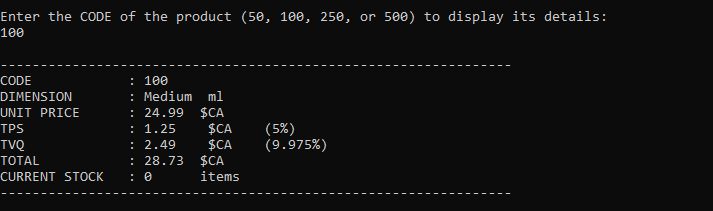 Enter the CODE of the product (50, 100, 250, or 500) to display its details:
100
----------------------------------------------------------------
CODE            : 100
DIMENSION       : Medium  ml
UNIT PRICE      : 24.99  $CA
TPS             : 1.25    $CA    (5%)
TVQ             : 2.49    $CA    (9.975%)
TOTAL           : 28.73  $CA
CURRENT STOCK   : 0      items
----------------------------------------------------------------